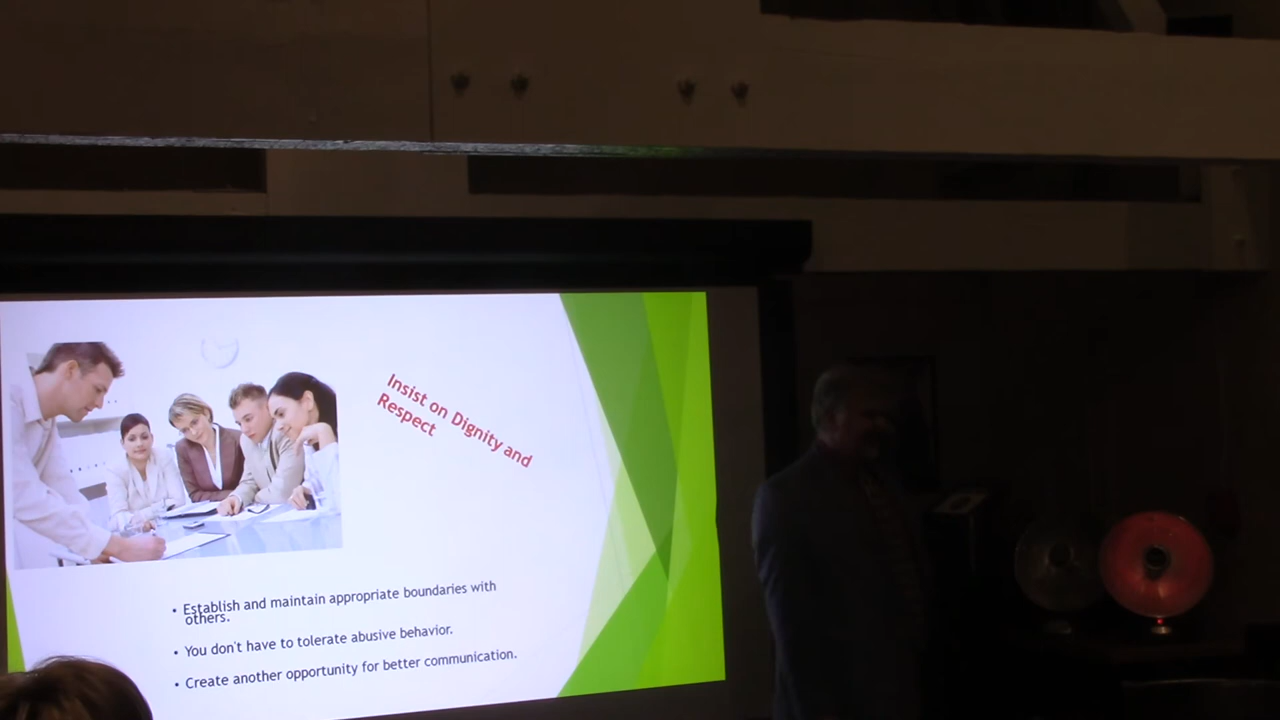 Insist on Dignity and
Respect
• Establish and maintain appropriate boundaries with
others.
• You don't have to tolerate abusive behavior.
• Create another opportunity for better communication.